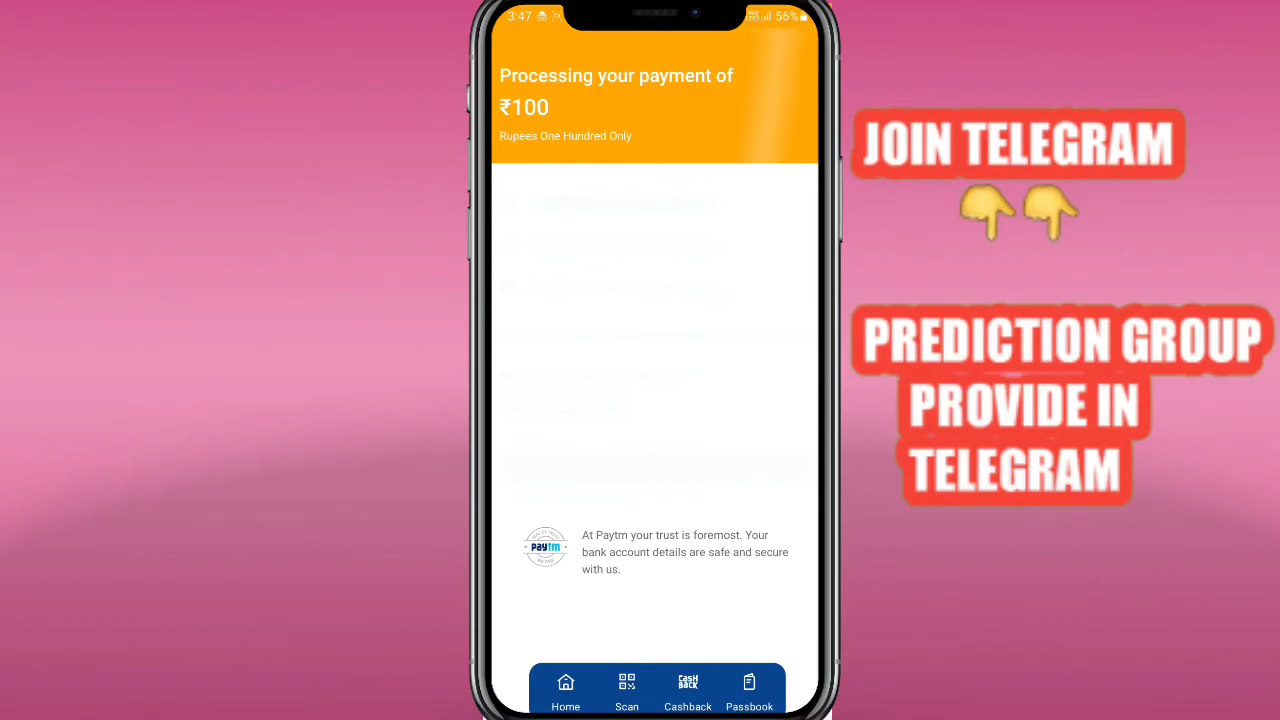 3:47
56%
Processing your payment of
₹100
Rupees One Hundred Only
paytm
At Paytm your trust is foremost. Your
bank account details are safe and secure
with us.
Home
Scan
CASH
BACK
Cashback
Passbook
JOIN TELEGRAM
👇👇
PREDICTION GROUP
PROVIDE IN
TELEGRAM